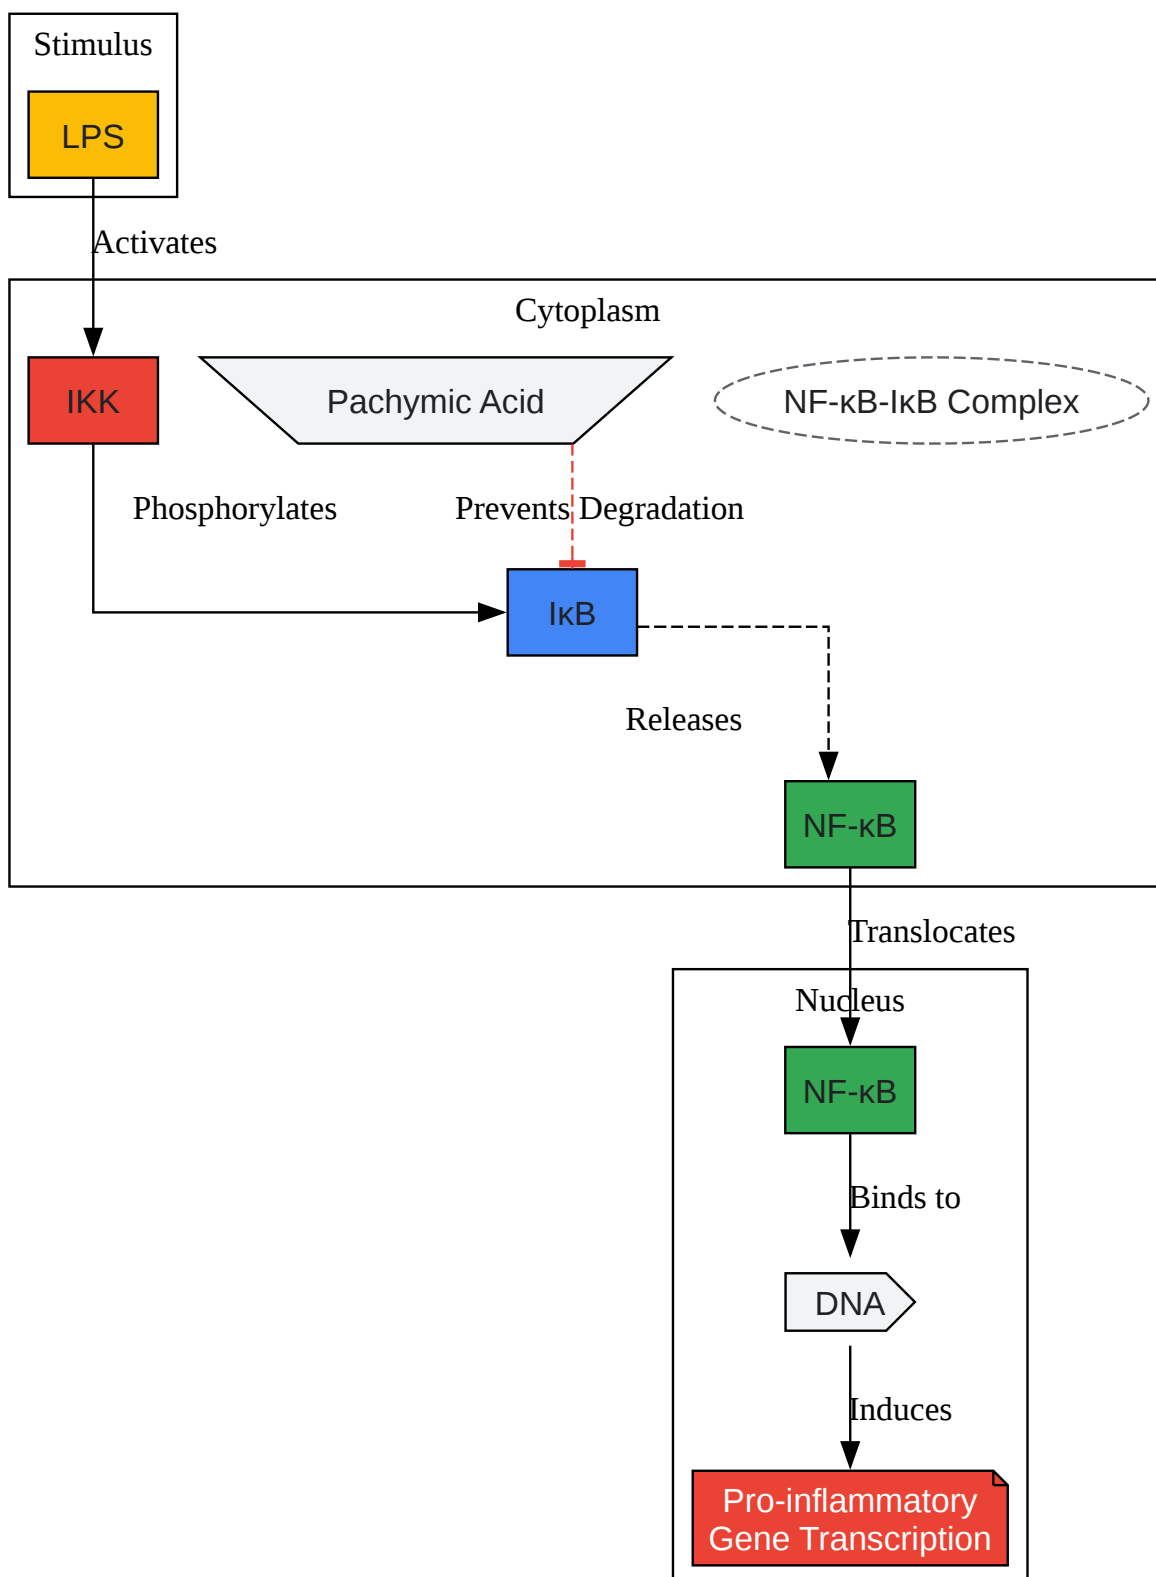 Stimulus
LPS
Activates
Cytoplasm
IKK
Pachymic Acid
NF-κB-IκB Complex
Phosphorylates
Prevents Degradation
IκB
Releases
NF-κB
Translocates
Nucleus
NF-κB
Binds to
DNA
Induces
Pro-inflammatory
Gene Transcription